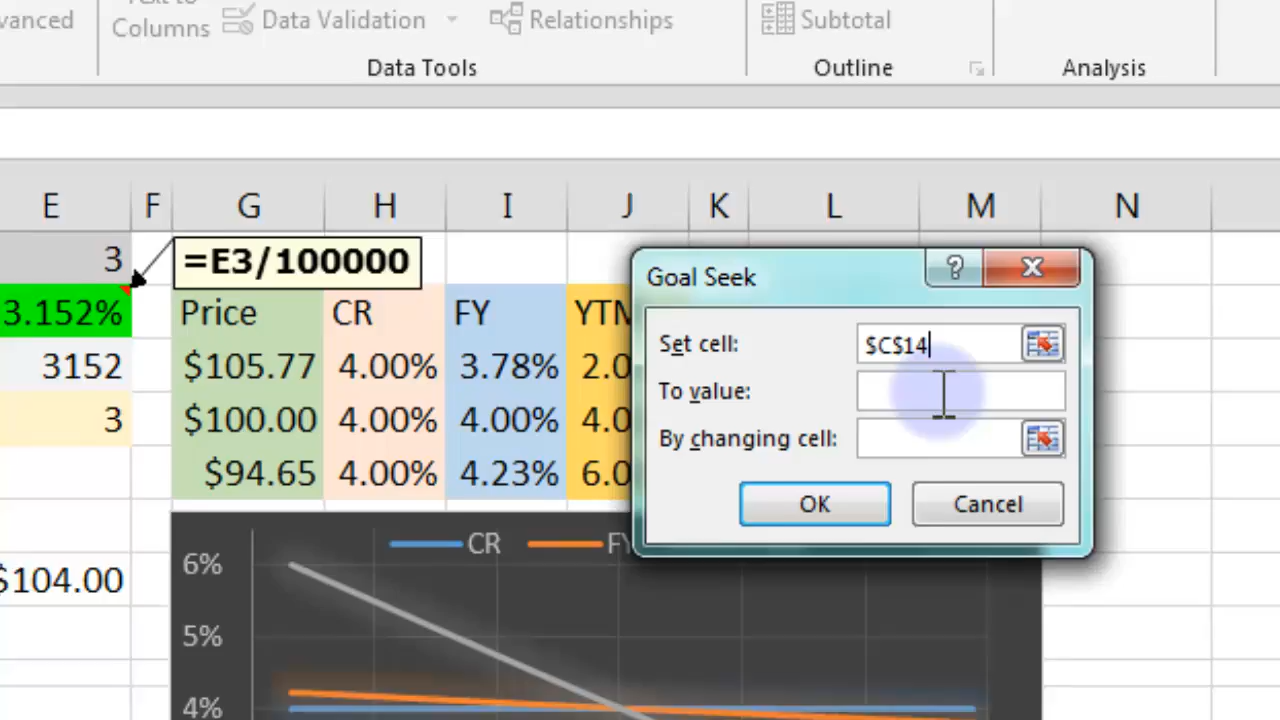 Columns
Data Validation
Relationships
Subtotal
Data Tools
Outline
Analysis
E F G H I J K L M N
3 =E3/100000
3.152% Price CR FY YTM
3152 $105.77 4.00% 3.78% 2.0
3 $100.00 4.00% 4.00% 4.0
$94.65 4.00% 4.23% 6.0
$104.00
Goal Seek
?
Set cell: $C$14
To value:
By changing cell:
OK Cancel
CR FY
6%
5%
4%